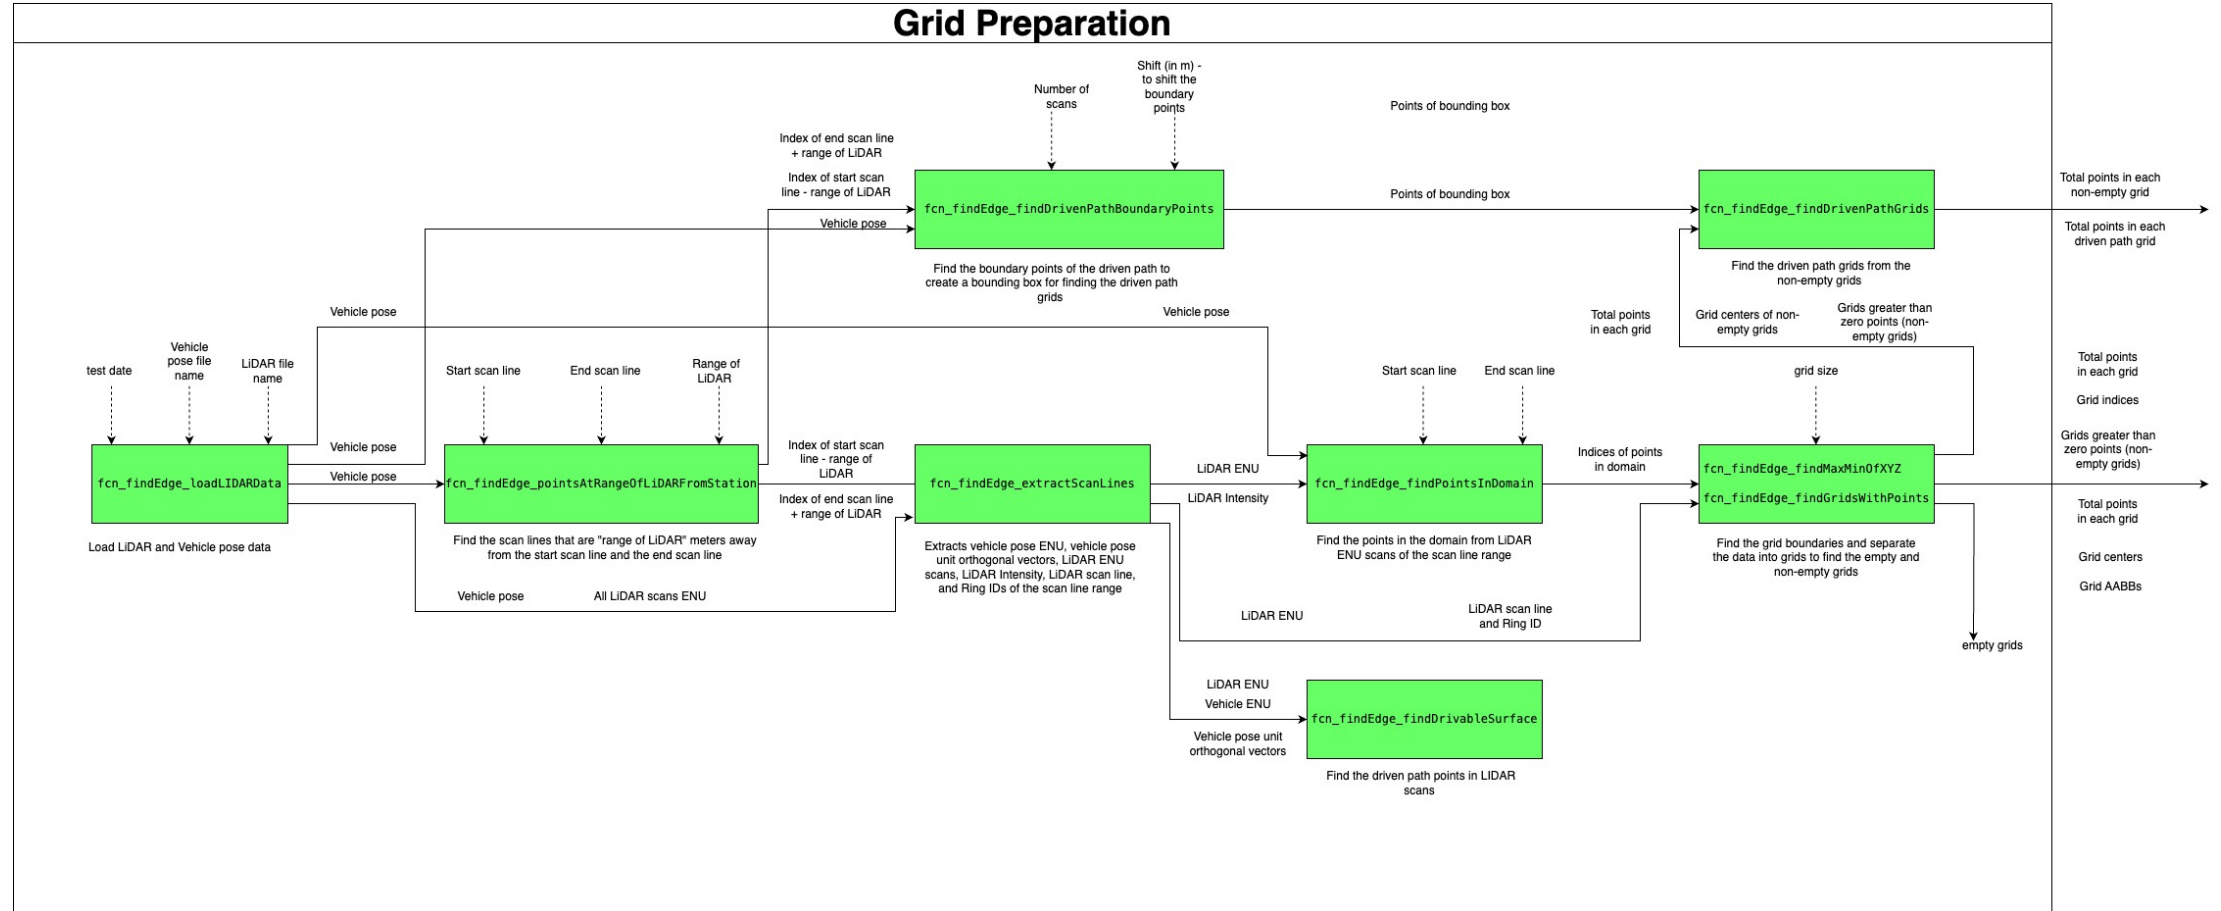 Grid Preparation
Shift (in m) -
to shift the
boundary
points
Number of
scans
Points of bounding box
Index of end scan line
+ range of LiDAR
Index of start scan
line - range of LiDAR
Vehicle pose
fcn_findEdge_findDrivenPathBoundaryPoints
Points of bounding box
fcn_findEdge_findDrivenPathGrids
Total points in each
non-empty grid
Total points in each
driven path grid
Find the boundary points of the driven path to
create a bounding box for finding the driven path
grids
Find the driven path grids from the
non-empty grids
Vehicle pose
Vehicle pose
Total points
in each grid
Grid centers of non-
empty grids
Grids greater than
zero points (non-
empty grids)
test date
Vehicle
pose file
name
LiDAR file
name
Start scan line
End scan line
Range of
LiDAR
Start scan line
End scan line
grid size
Total points
in each grid
Grid indices
Grids greater than
zero points (non-
empty grids)
Vehicle pose
Vehicle pose
fcn_findEdge_loadLIDARData
fcn_findEdge_pointsAtRangeOfLiDARFromStation
Index of start scan
line - range of
LiDAR
Index of end scan line
+ range of LiDAR
fcn_findEdge_extractScanLines
LiDAR ENU
LiDAR Intensity
fcn_findEdge_findPointsInDomain
Indices of points
in domain
fcn_findEdge_findMaxMinOfXYZ
fcn_findEdge_findGridsWithPoints
Total points
in each grid
Grid centers
Grid AABBs
Load LiDAR and Vehicle pose data
Find the scan lines that are "range of LiDAR" meters away
from the start scan line and the end scan line
Extracts vehicle pose ENU, vehicle pose
unit orthogonal vectors, LiDAR ENU
scans, LiDAR Intensity, LiDAR scan line,
and Ring IDs of the scan line range
Find the points in the domain from LiDAR
ENU scans of the scan line range
Find the grid boundaries and separate
the data into grids to find the empty and
non-empty grids
Vehicle pose
All LiDAR scans ENU
LiDAR ENU
LiDAR scan line
and Ring ID
empty grids
LiDAR ENU
Vehicle ENU
Vehicle pose unit
orthogonal vectors
fcn_findEdge_findDrivableSurface
Find the driven path points in LIDAR
scans